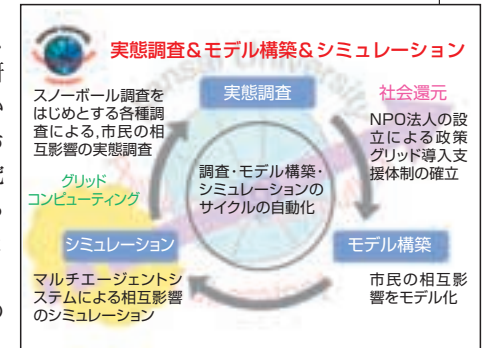 実態調査&モデル構築&シミュレーション
スノーボール調査を
はじめとする各種調
査による,市民の相
互影響の実態調査
実態調査
社会還元
NPO法人の設
立による政策
グリッド導入支
援体制の確立
グリッド
コンピューティング
調査・モデル構築・
シミュレーションの
サイクルの自動化
シミュレーション
モデル構築
マルチエージェントシ
ステムによる相互影響
のシミュレーション
市民の相互影
響をモデル化